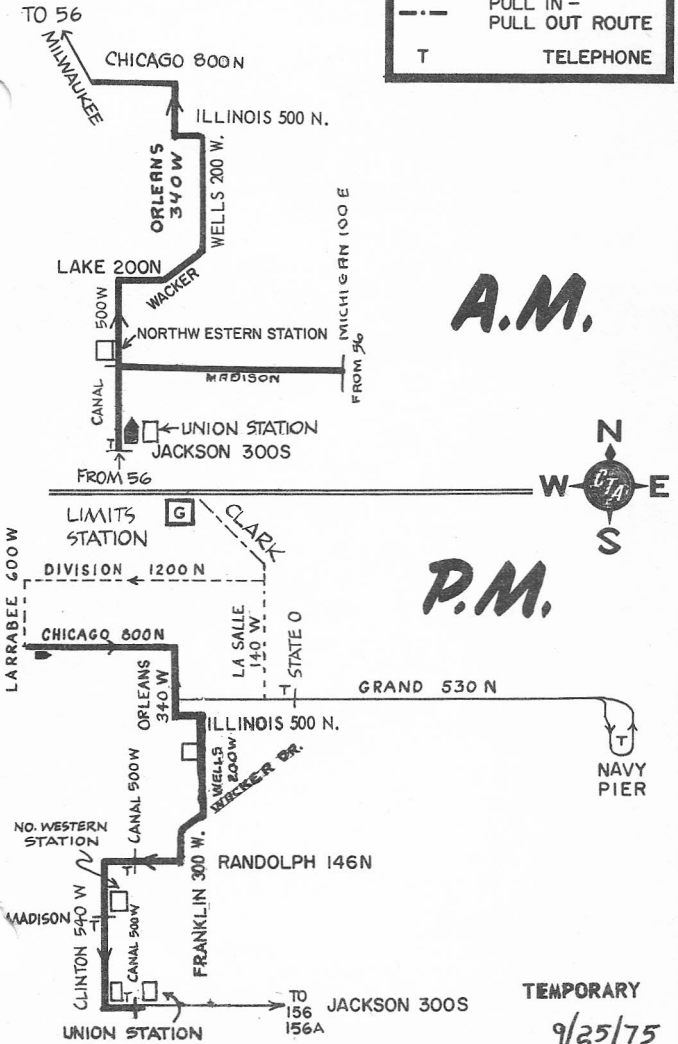 PULL IN -
PULL OUT ROUTE
T TELEPHONE
TO 56
MILWAUKEE
CHICAGO 800N
ILLINOIS 500 N.
ORLEANS
340 W
WELLS 200 W.
MICHIGAN 100 E
LAKE 200N
WACKER
A.M.
500W
NORTHW ESTERN STATION
MADISON
FROM 56
CANAL
UNION STATION
T
JACKSON 300S
FROM 56
N
W CTA E
S
LIMITS
STATION
G
CLARK
P.M.
DIVISION 1200 N
LARRABEE 600W
CHICAGO 800N
LA SALLE
140 W
STATE 0
ORLEANS
340 W
T
GRAND 530 N
ILLINOIS 500 N.
T
NAVY
PIER
WELLS
200W
WACKER DR.
CANAL 500W
NO. WESTERN
STATION
FRANKLIN 300 W.
RANDOLPH 146N
T
MADISON
T
CLINTON 540 W
CANAL 500W
T
TO
156
156A
JACKSON 300S
UNION STATION
TEMPORARY
9/25/75